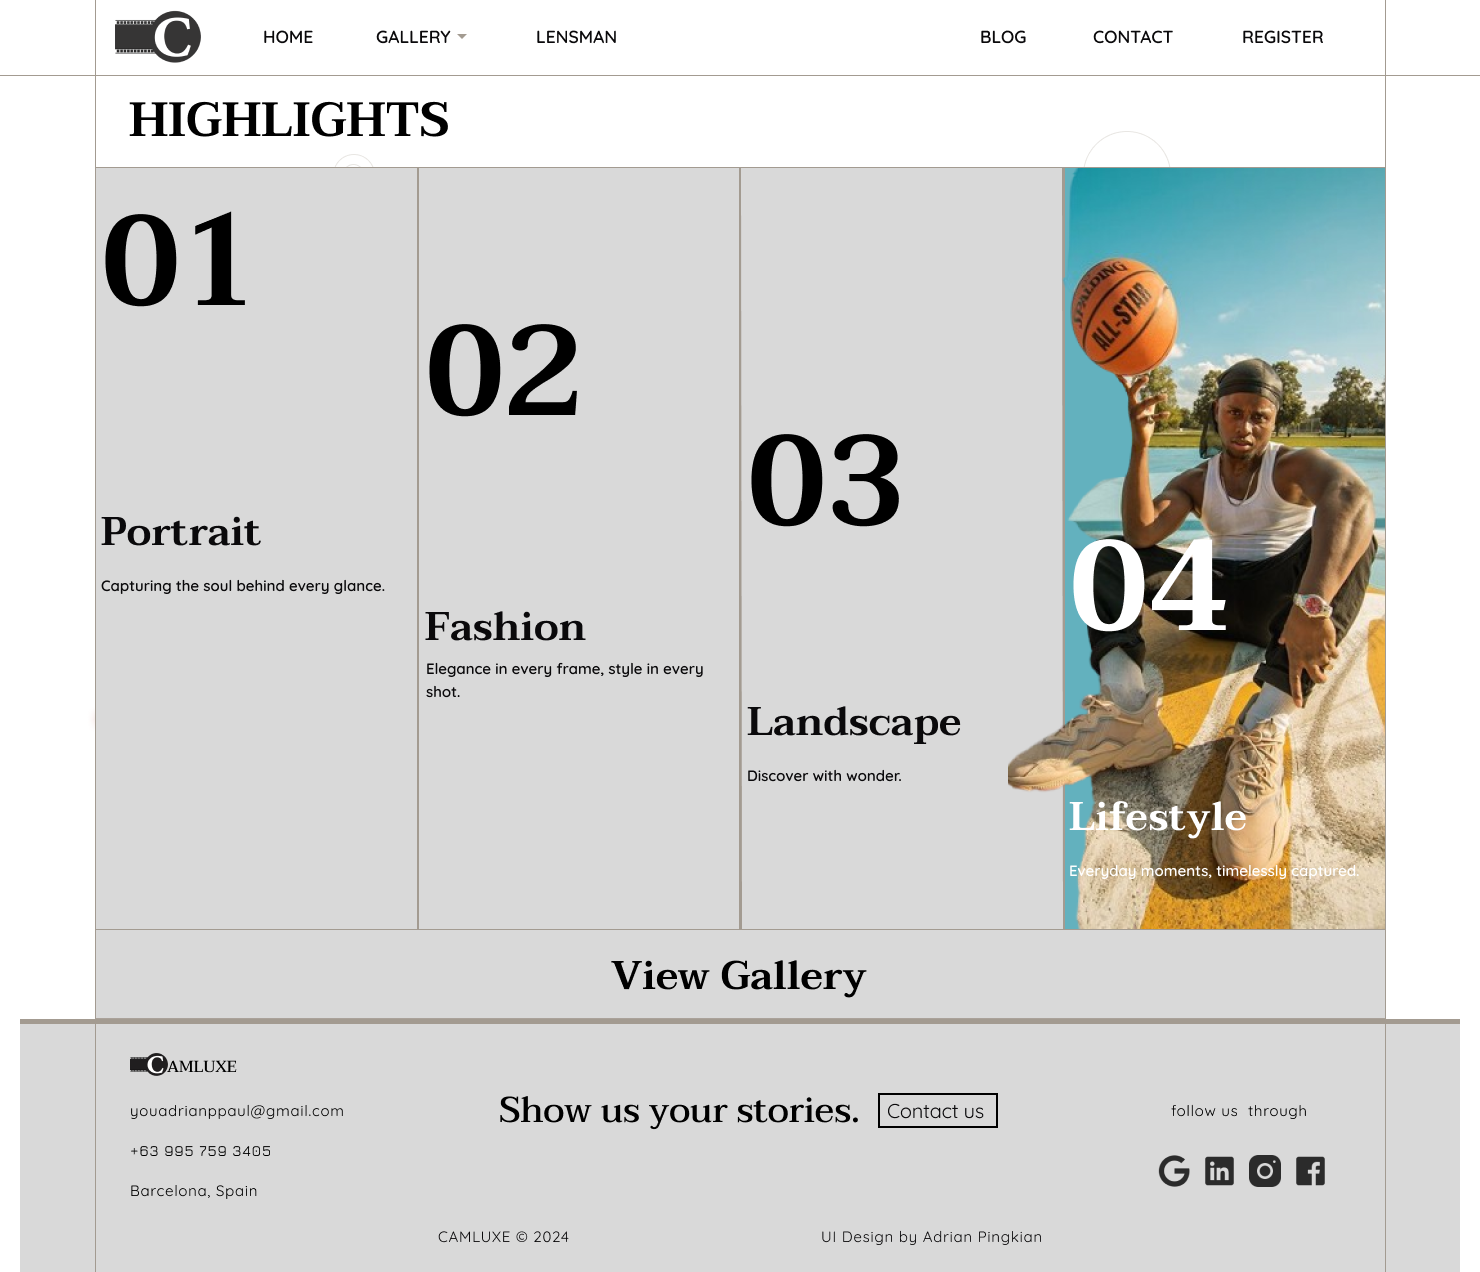 C
HOME
GALLERY
LENSMAN
BLOG
CONTACT
REGISTER
HIGHLIGHTS
01
Portrait
Capturing the soul behind every glance.
02
Fashion
Elegance in every frame, style in every
shot.
03
Landscape
Discover with wonder.
SPALDING
ALL-STAR
04
Lifestyle
Everyday moments, timelessly captured.
View Gallery
CAMLUXE
youadrianppaul@gmail.com
+63 995 759 3405
Barcelona, Spain
Show us your stories.
Contact us
follow us through
CAMLUXE © 2024
UI Design by Adrian Pingkian